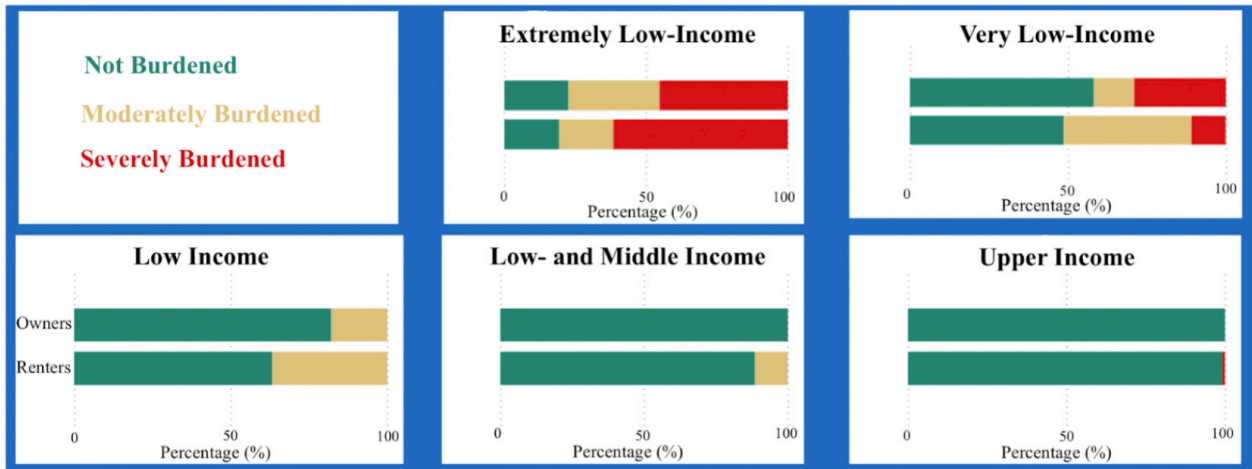 Not Burdened
Moderately Burdened
Severely Burdened
Extremely Low-Income
0 50 100
Percentage (%)
Very Low-Income
0 50 100
Percentage (%)
Low Income
Owners
Renters
0 50 100
Percentage (%)
Low- and Middle Income
0 50 100
Percentage (%)
Upper Income
0 50 100
Percentage (%)